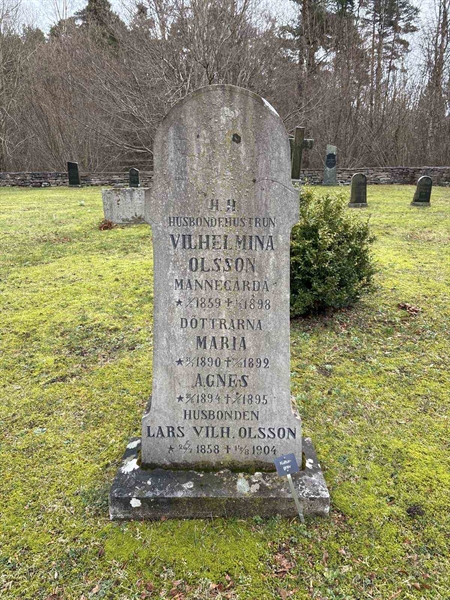 H H
HUSBONDEHUSTRUN
VILHELMINA
OLSSON
MANNEGÅRDA
* 1859 † 1898
DÖTTRARNA
MARIA
* 1890 † 1892
AGNES
* 1894 † 1895
HUSBONDEN
LARS VILH. OLSSON
* 1858 † 1904